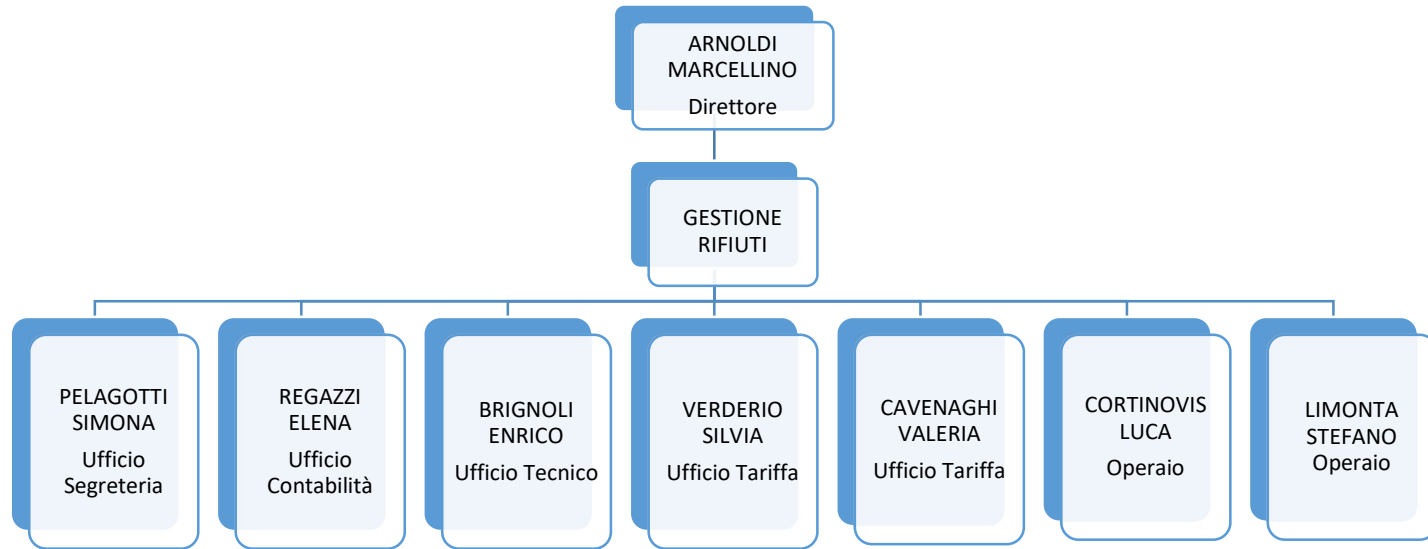 ARNOLDI
MARCELLINO
Direttore
GESTIONE
RIFIUTI
PELAGOTTI
SIMONA
Ufficio
Segreteria
REGAZZI
ELENA
Ufficio
Contabilità
BRIGNOLI
ENRICO
Ufficio Tecnico
VERDERIO
SILVIA
Ufficio Tariffa
CAVENAGHI
VALERIA
Ufficio Tariffa
CORTINOVIS
LUCA
Operaio
LIMONTA
STEFANO
Operaio